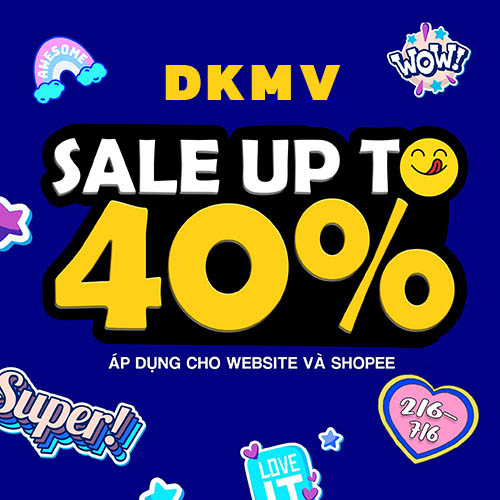 AWESOME
WOW!
DKMV
SALE UP TO
40%
ÁP DỤNG CHO WEBSITE VÀ SHOPEE
Super!
2/6-
7/6
LOVE
IT